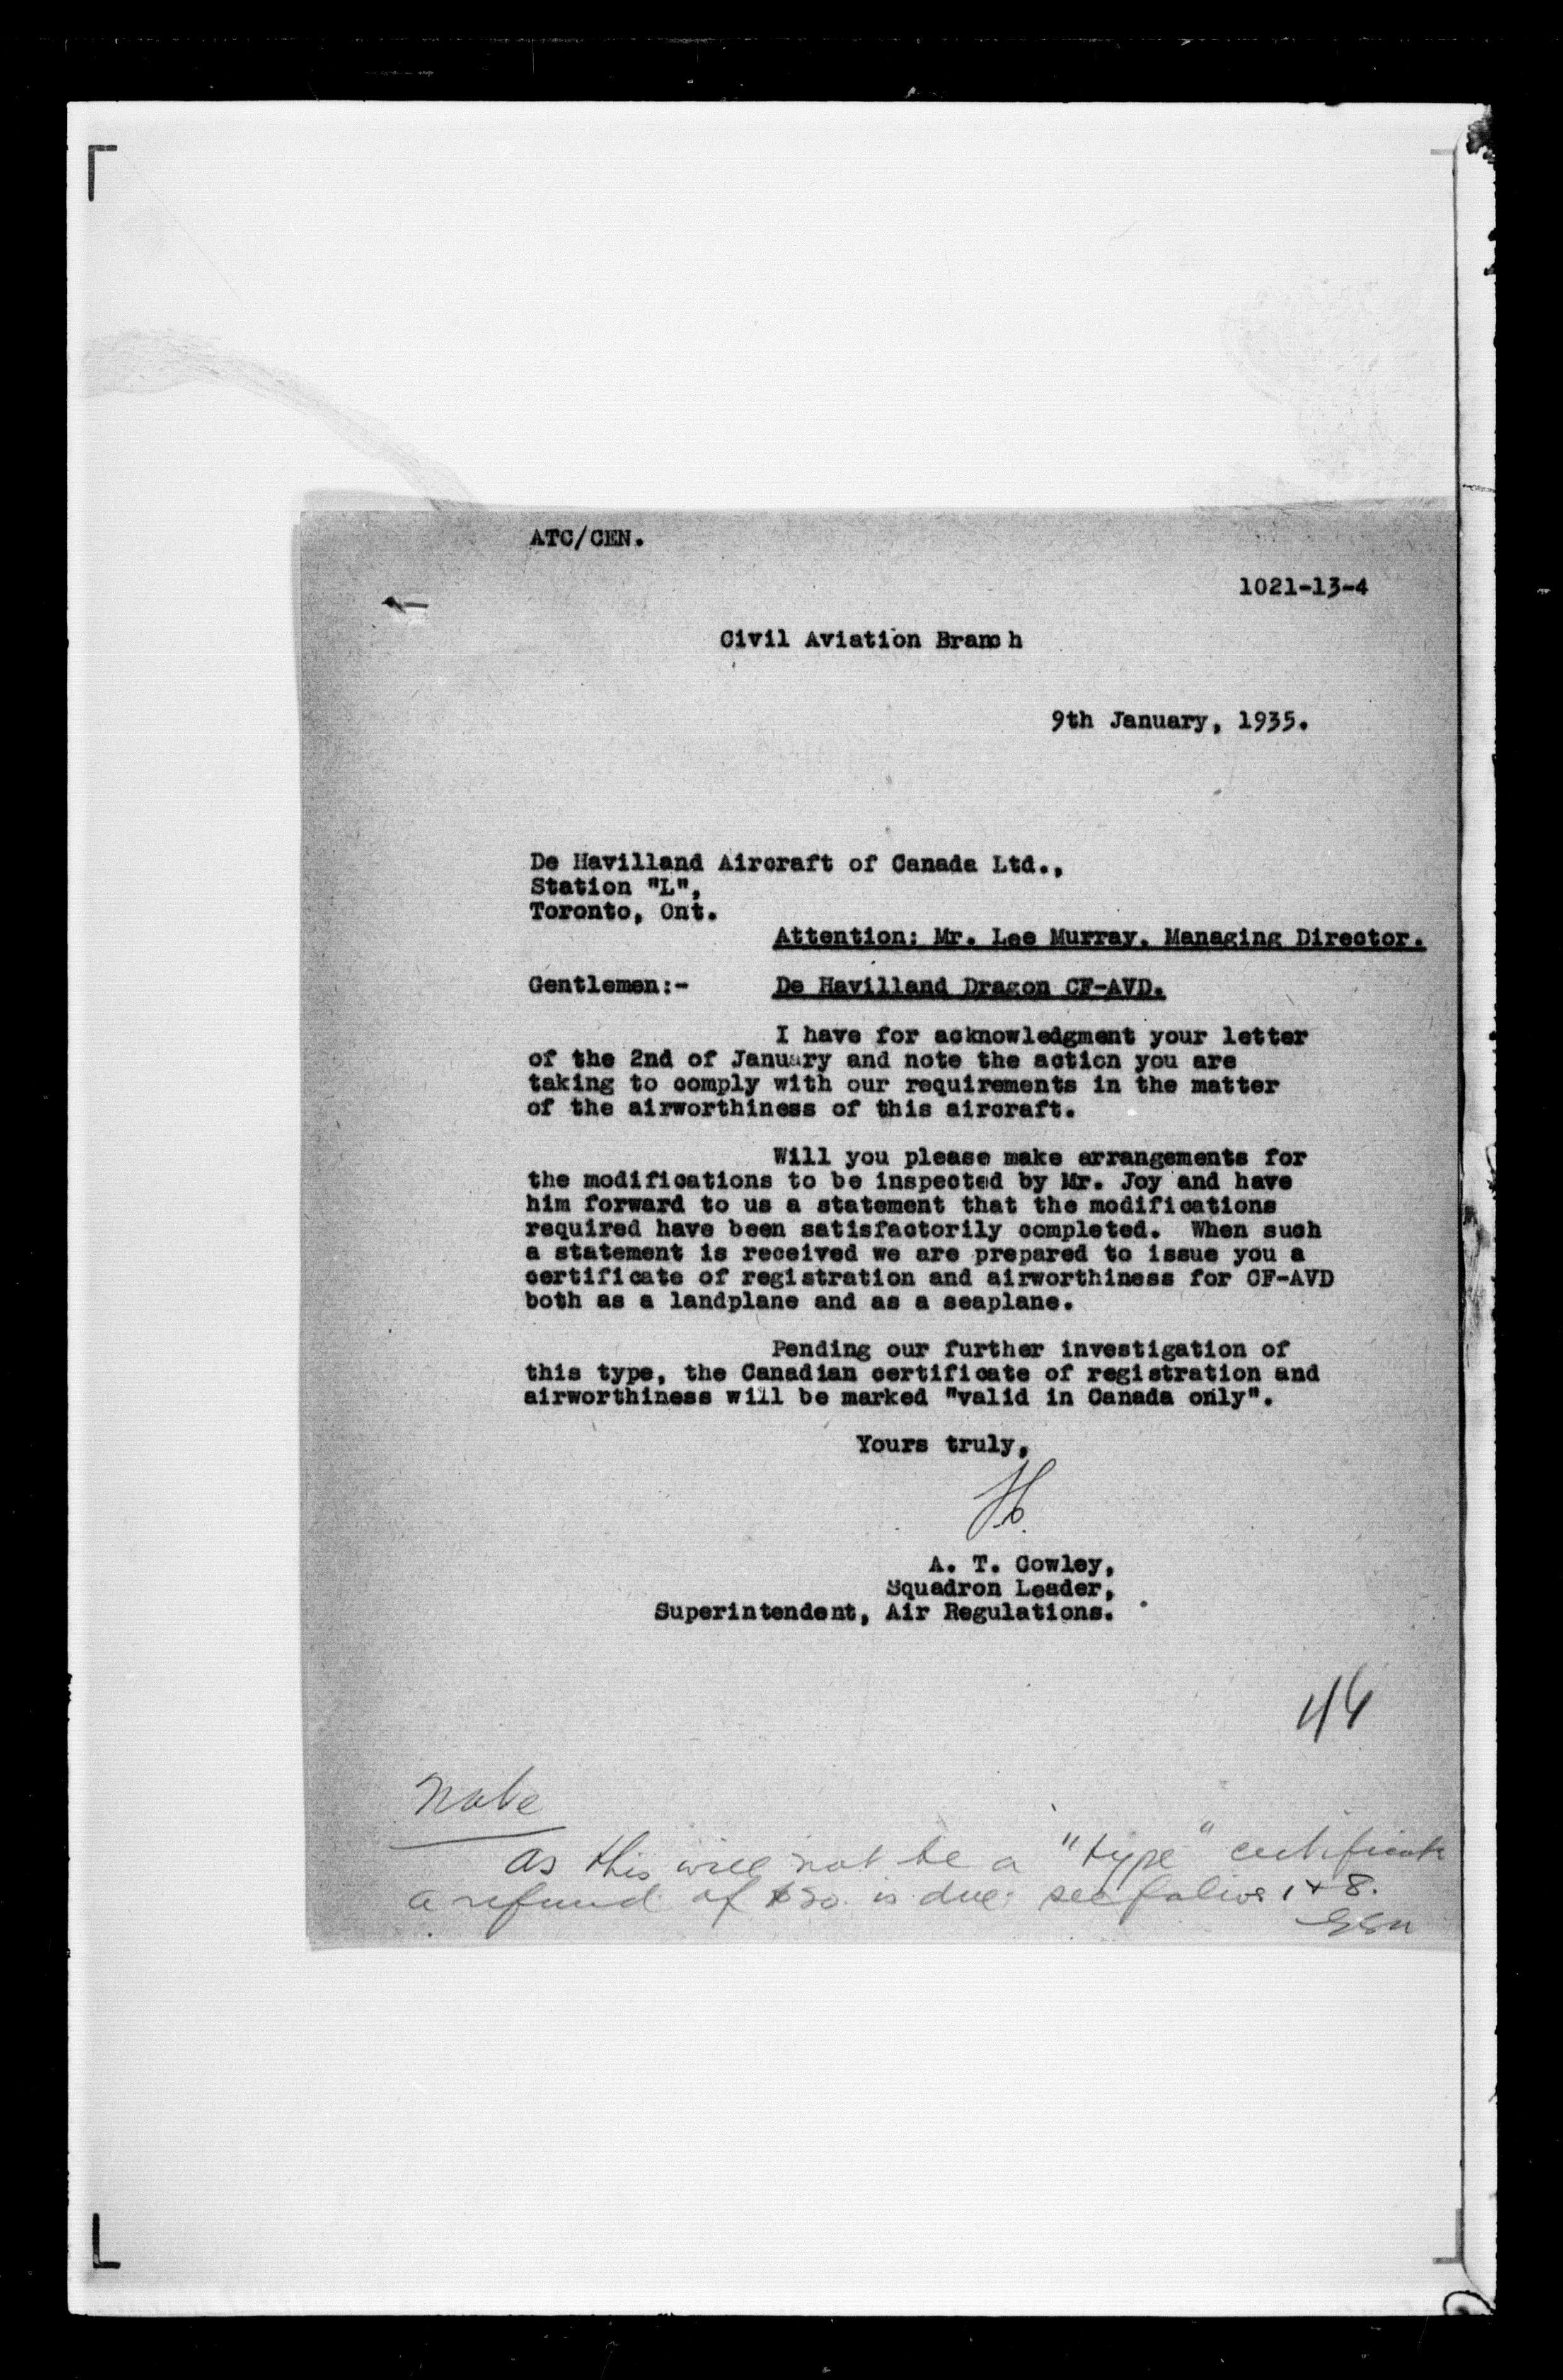 ATC/CEN.
1021-13-4
Civil Aviation Branch
9th January, 1935.
De Havilland Aircraft of Canada Ltd.,
Station "L",
Toronto, Ont.
Attention: Mr. Lee Murray, Managing Director.
Gentlemen:- De Havilland Dragon CF-AVD.
I have for acknowledgment your letter
of the 2nd of January and note the action you are
taking to comply with our requirements in the matter
of the airworthiness of this aircraft.
Will you please make arrangements for
the modifications to be inspected by Mr. Joy and have
him forward to us a statement that the modifications
required have been satisfactorily completed. When such
a statement is received we are prepared to issue you a
certificate of registration and airworthiness for CF-AVD
both as a landplane and as a seaplane.
Pending our further investigation of
this type, the Canadian certificate of registration and
airworthiness will be marked "valid in Canada only".
Yours truly,
A. T. Cowley,
Squadron Leader,
Superintendent, Air Regulations.
46
Note
as this will not be a "type" certificate
a refund of is due see folios 1 + 8.